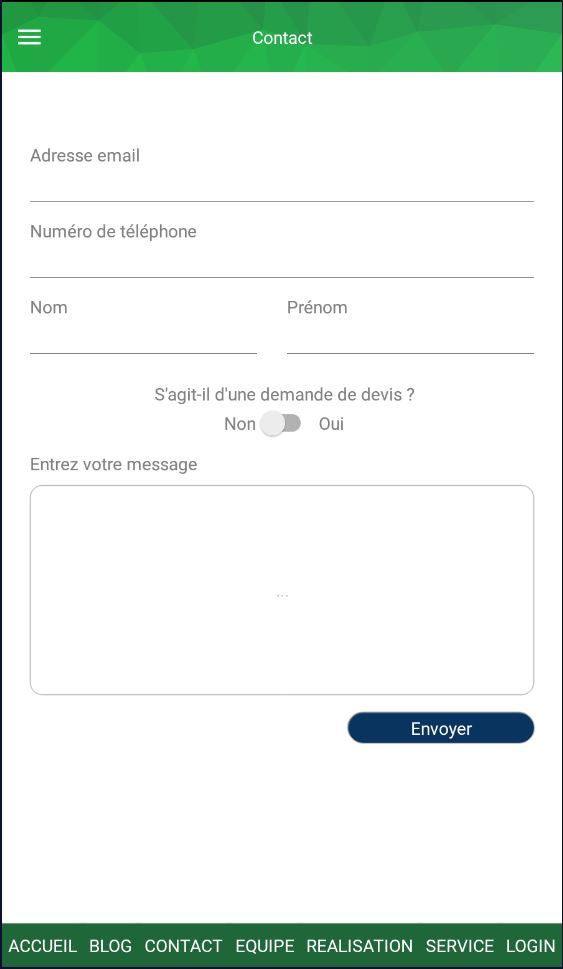 Contact
Adresse email
Numéro de téléphone
Nom Prénom
S'agit-il d'une demande de devis ?
Non Oui
Entrez votre message
...
Envoyer
ACCUEIL BLOG CONTACT EQUIPE REALISATION SERVICE LOGIN